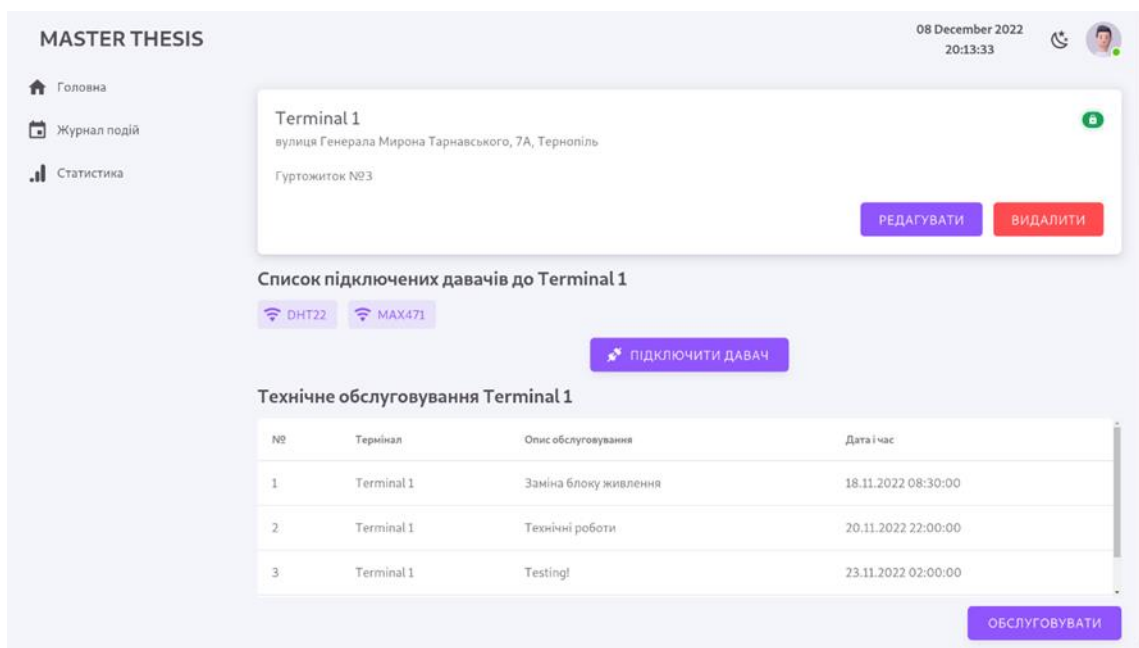 MASTER THESIS
08 December 2022
20:13:33
Головна
Журнал подій
Статистика
Terminal 1
вулиця Генерала Мирона Тарнавського, 7А, Тернопіль
Гуртожиток №3
РЕДАГУВАТИ ВИДАЛИТИ
Список підключених давачів до Terminal 1
DHT22 MAX471
ПІДКЛЮЧИТИ ДАВАЧ
Технічне обслуговування Terminal 1
№ Термінал Опис обслуговування Дата і час
1 Terminal 1 Заміна блоку живлення 18.11.2022 08:30:00
2 Terminal 1 Технічні роботи 20.11.2022 22:00:00
3 Terminal 1 Testing! 23.11.2022 02:00:00
ОБСЛУГОВУВАТИ